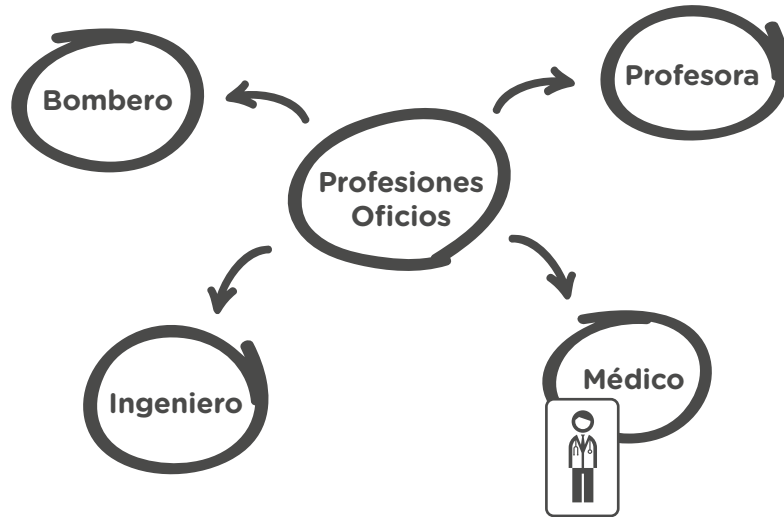 Bombero
Profesora
Profesiones
Oficios
Ingeniero
Médico